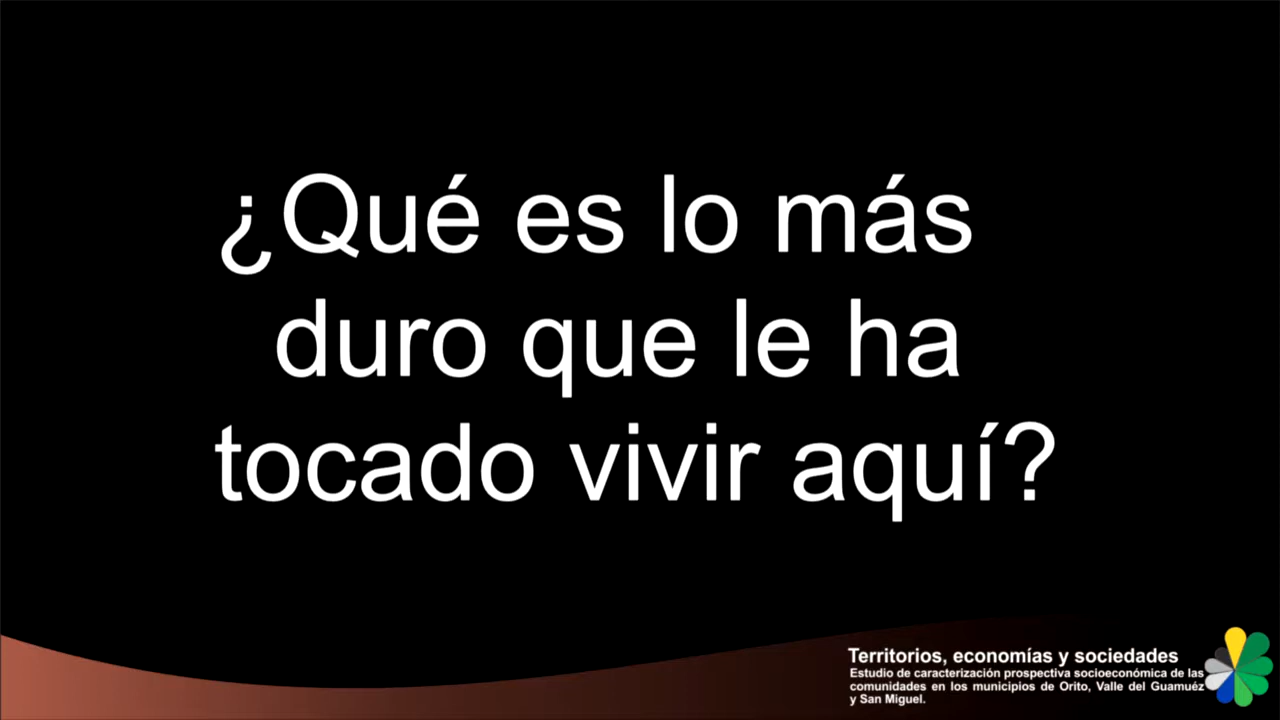 ¿Qué es lo más
duro que le ha
tocado vivir aquí?
Territorios, economías y sociedades
Estudio de caracterización prospectiva socioeconómica de las
comunidades en los municipios de Orito, Valle del Guamuéz
y San Miguel.